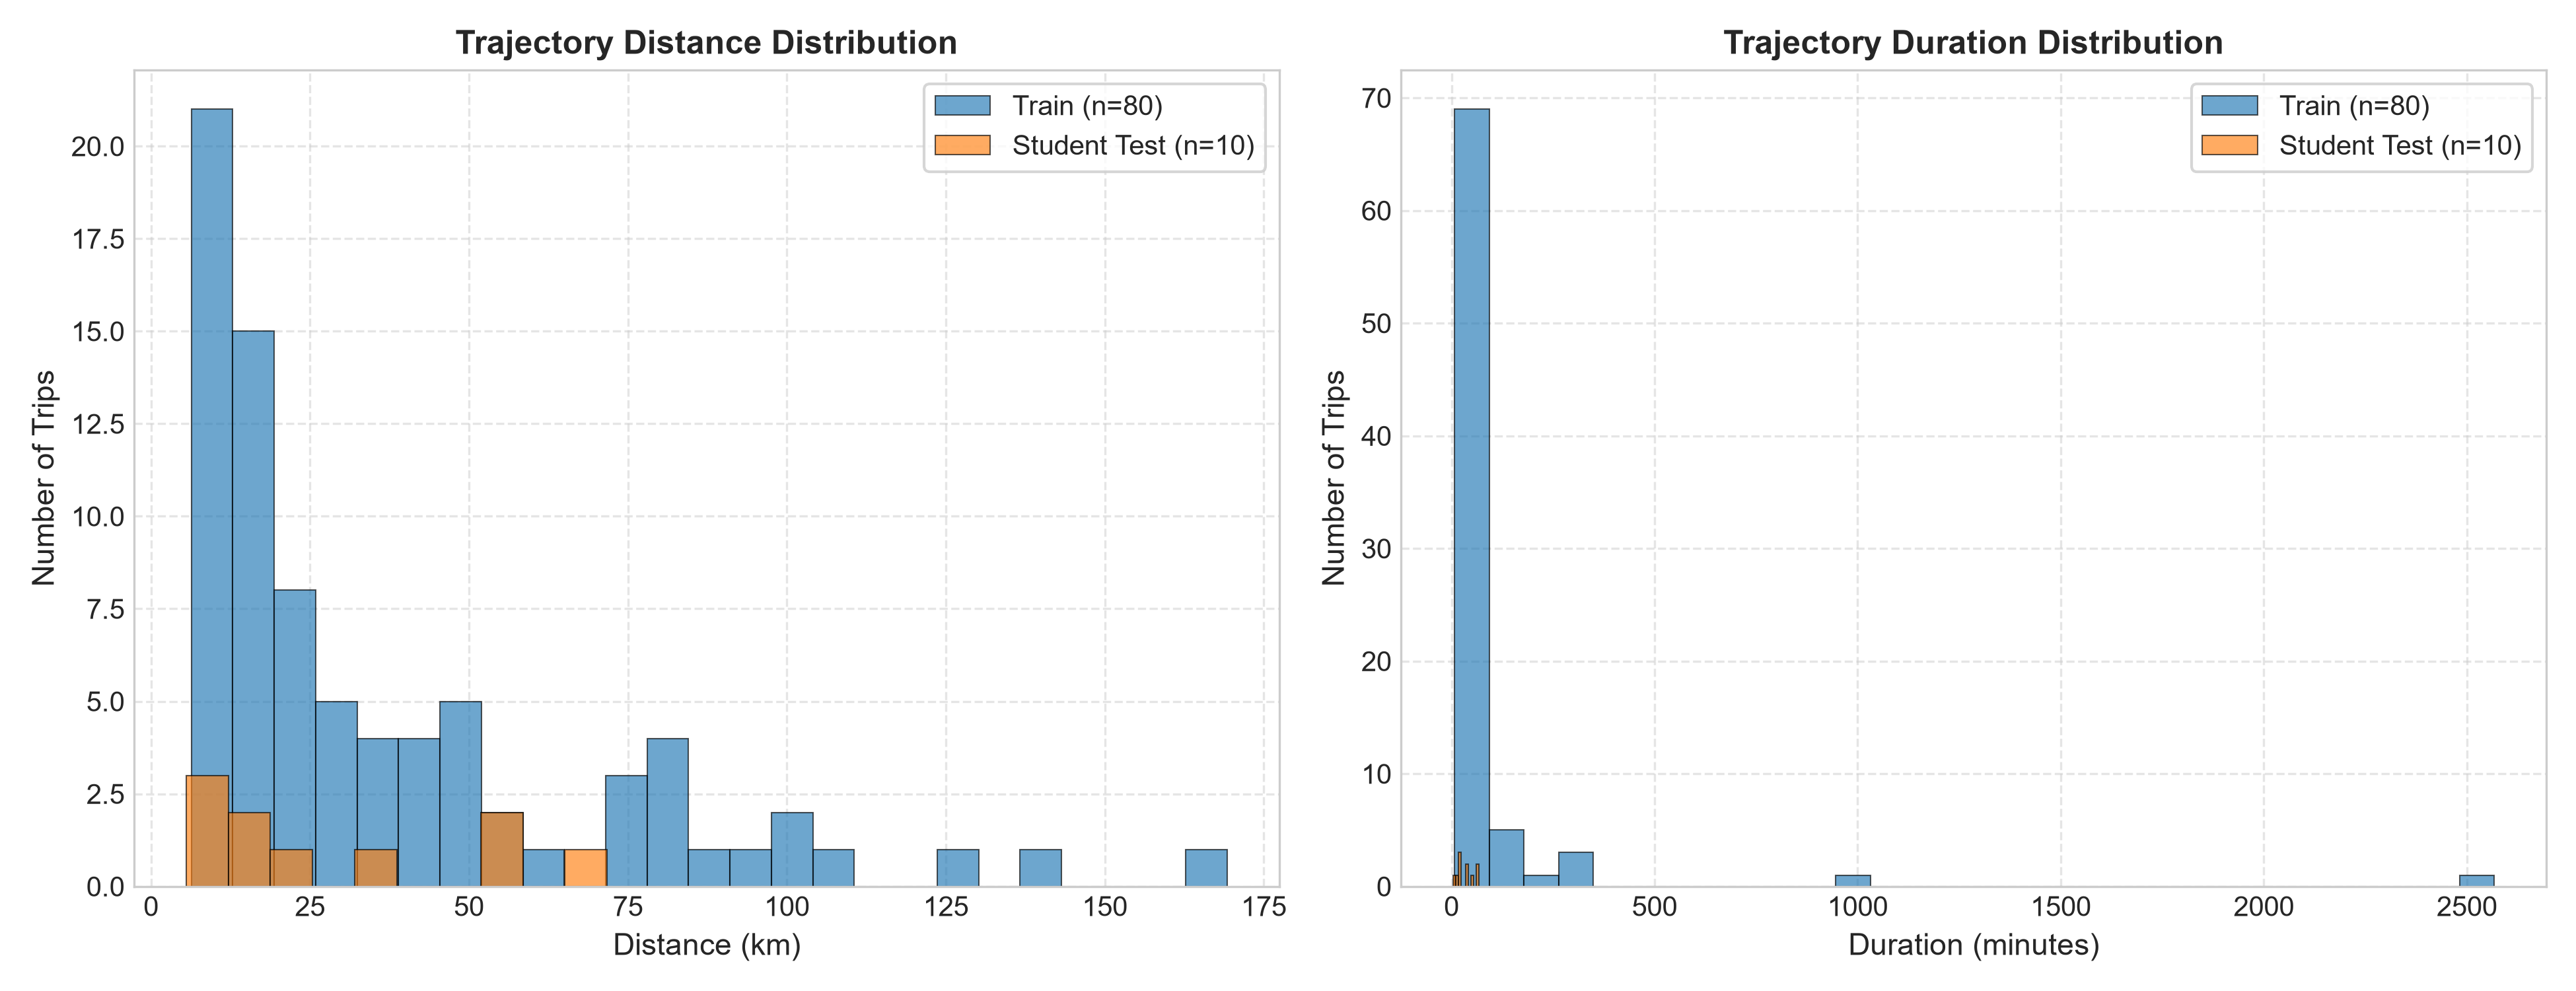 Trajectory Distance Distribution
Train (n=80)
Student Test (n=10)
Number of Trips
20.0
17.5
15.0
12.5
10.0
7.5
5.0
2.5
0.0
0 25 50 75 100 125 150 175
Distance (km)
Trajectory Duration Distribution
Train (n=80)
Student Test (n=10)
Number of Trips
70
60
50
40
30
20
10
0
0 500 1000 1500 2000 2500
Duration (minutes)